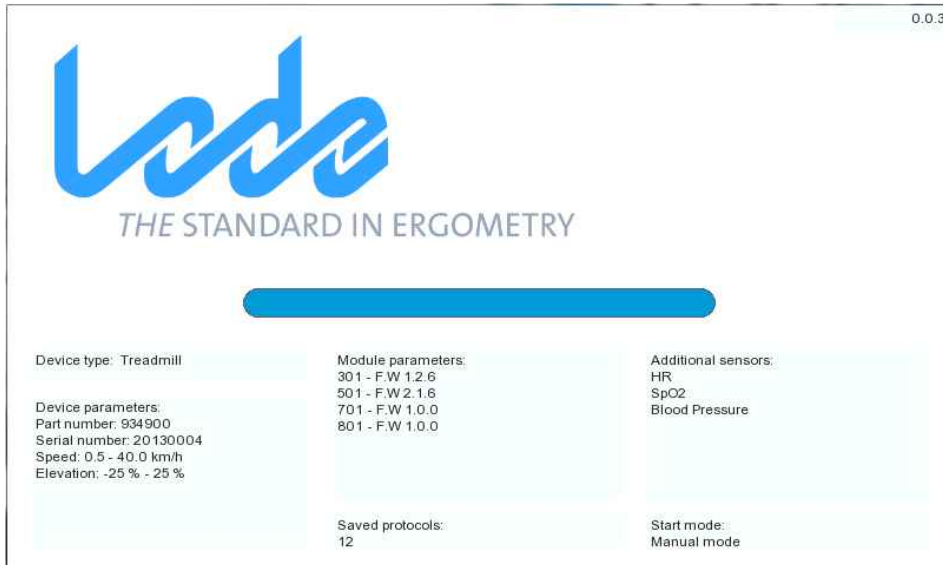 0.0.3
Lode
THE STANDARD IN ERGOMETRY
Device type: Treadmill
Device parameters:
Part number: 934900
Serial number: 20130004
Speed: 0.5 - 40.0 km/h
Elevation: -25 % - 25 %
Module parameters:
301 - F.W 1.2.6
501 - F.W 2.1.6
701 - F.W 1.0.0
801 - F.W 1.0.0
Additional sensors:
HR
SpO2
Blood Pressure
Saved protocols:
12
Start mode:
Manual mode